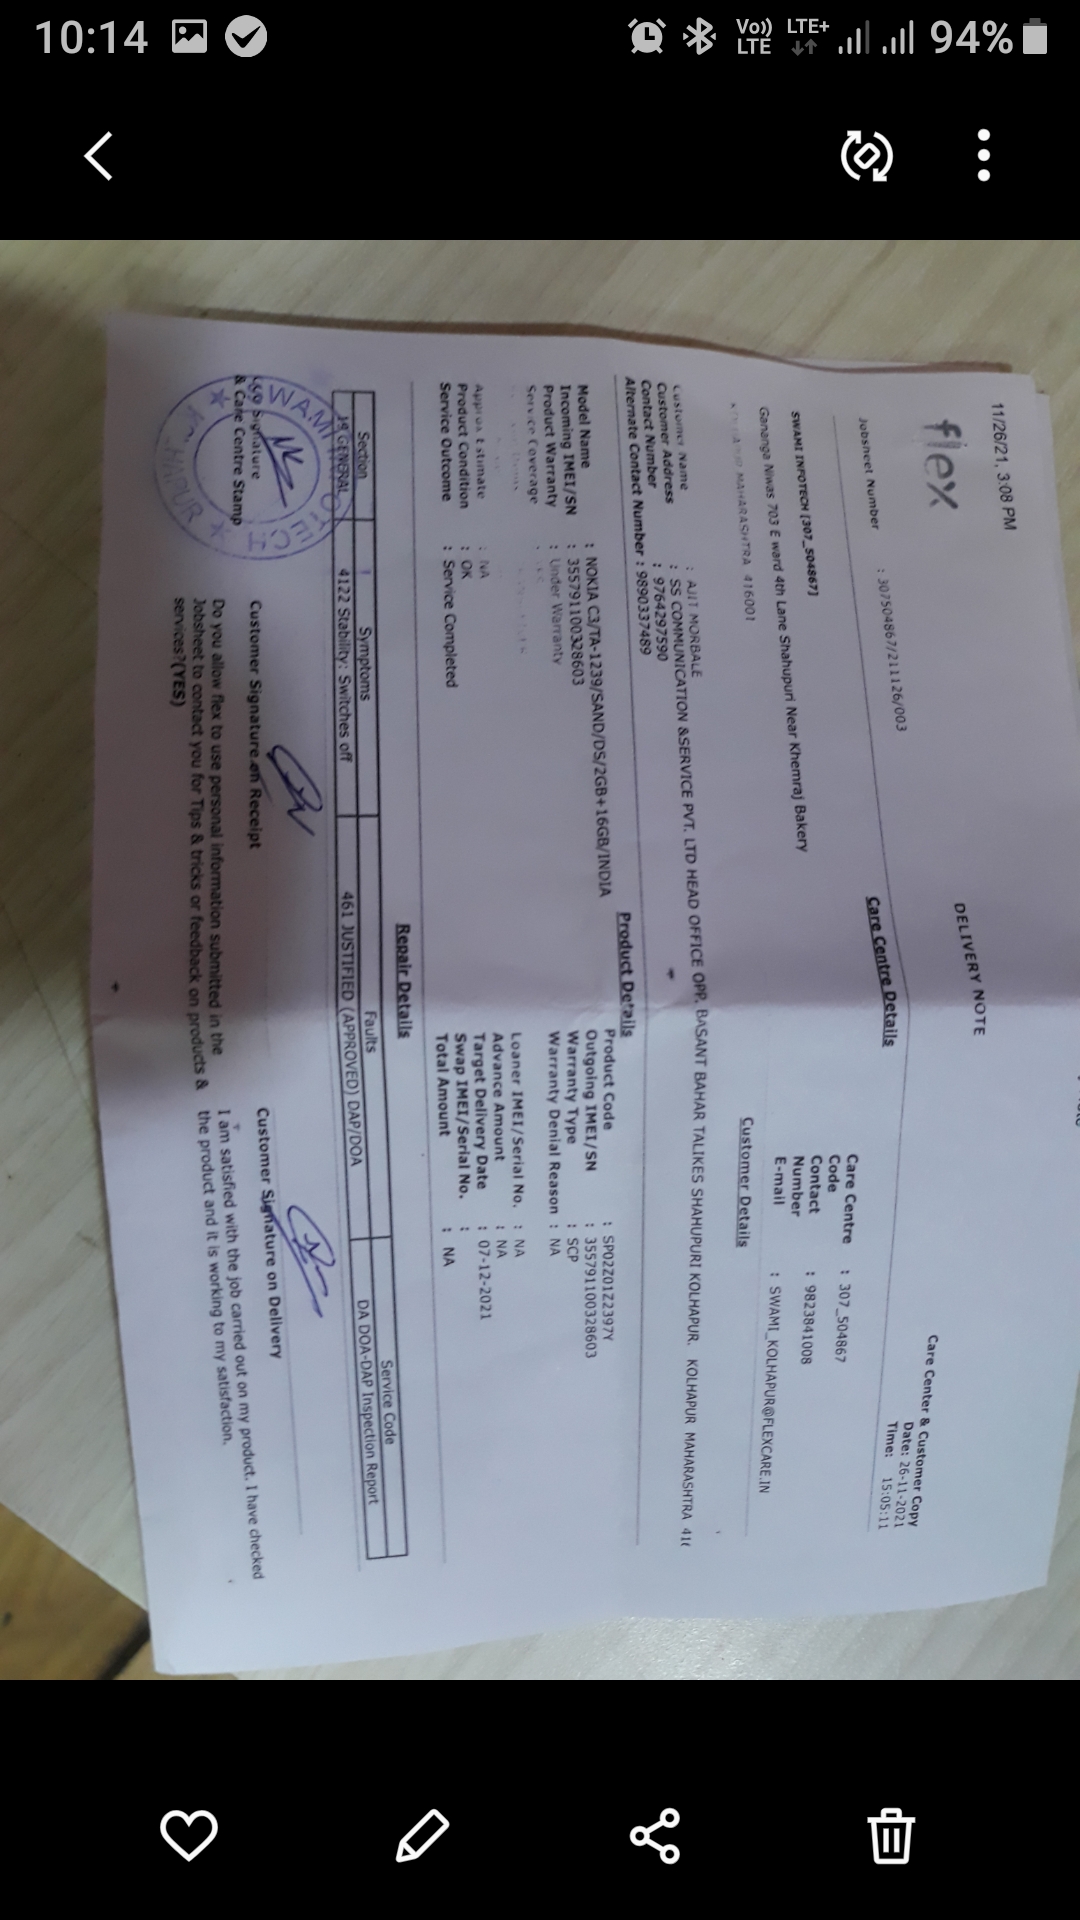 10:14
Vo)) LTE
LTE+
94%
11/26/21, 3:08 PM
flex
DELIVERY NOTE
Care Center & Customer Copy
Date: 26-11-2021
Time: 15:05:11
Jobsheet Number : 307504867/211126/003
Care Centre Details
SWAMI INFOTECH [307_504867]
Gananga Niwas 703 E ward 4th Lane Shahupuri Near Khemraj Bakery
MAHARASHTRA 416001
Care Centre Code : 307_504867
Contact Number : 9823841008
E-mail : SWAMI_KOLHAPUR@FLEXCARE.IN
Customer Details
Customer Name : AJIT MORBALE
Customer Address : SS COMMUNICATION &SERVICE PVT. LTD HEAD OFFICE OPP. BASANT BAHAR TALIKES SHAHUPURI KOLHAPUR. KOLHAPUR MAHARASHTRA 416
Contact Number : 9764297590
Alternate Contact Number : 9890337489
Product Details
Model Name : NOKIA C3/TA-1239/SAND/DS/2GB+16GB/INDIA
Product Code : SP02Z01Z2397Y
Incoming IMEI/SN : 355791100328603
Outgoing IMEI/SN : 355791100328603
Product Warranty : Under Warranty
Warranty Type : SCP
Service Coverage :
Warranty Denial Reason : NA
Loaner IMEI/Serial No. : NA
Advance Amount : NA
Approx Estimate : NA
Target Delivery Date : 07-12-2021
Product Condition : OK
Swap IMEI/Serial No. :
Service Outcome : Service Completed
Total Amount : NA
Repair Details
Section Symptoms Faults Service Code
19 GENERAL 4122 Stability: Switches off 461 JUSTIFIED (APPROVED) DAP/DOA DA DOA-DAP Inspection Report
Signature
& Care Centre Stamp
SWAMI INFOTECH
Customer Signature on Receipt
Do you allow flex to use personal information submitted in the
Jobsheet to contact you for Tips & tricks or feedback on products &
services?(YES)
Customer Signature on Delivery
I am satisfied with the job carried out on my product. I have checked
the product and it is working to my satisfaction.